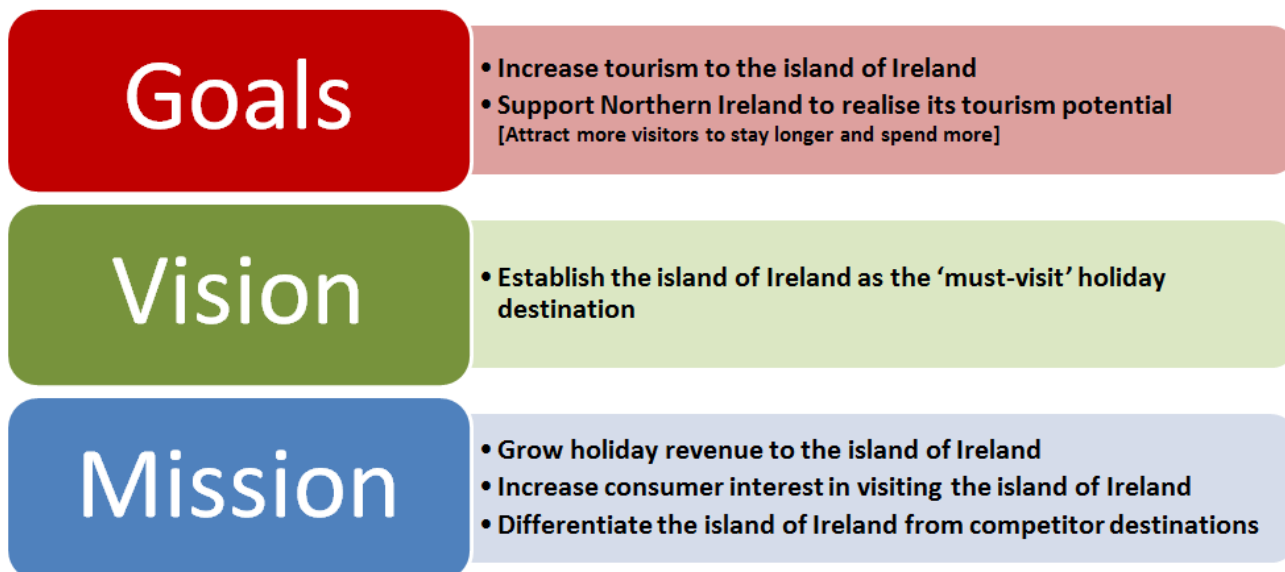 Goals
• Increase tourism to the island of Ireland
• Support Northern Ireland to realise its tourism potential
[Attract more visitors to stay longer and spend more]
Vision
• Establish the island of Ireland as the ‘must-visit’ holiday
destination
Mission
• Grow holiday revenue to the island of Ireland
• Increase consumer interest in visiting the island of Ireland
• Differentiate the island of Ireland from competitor destinations